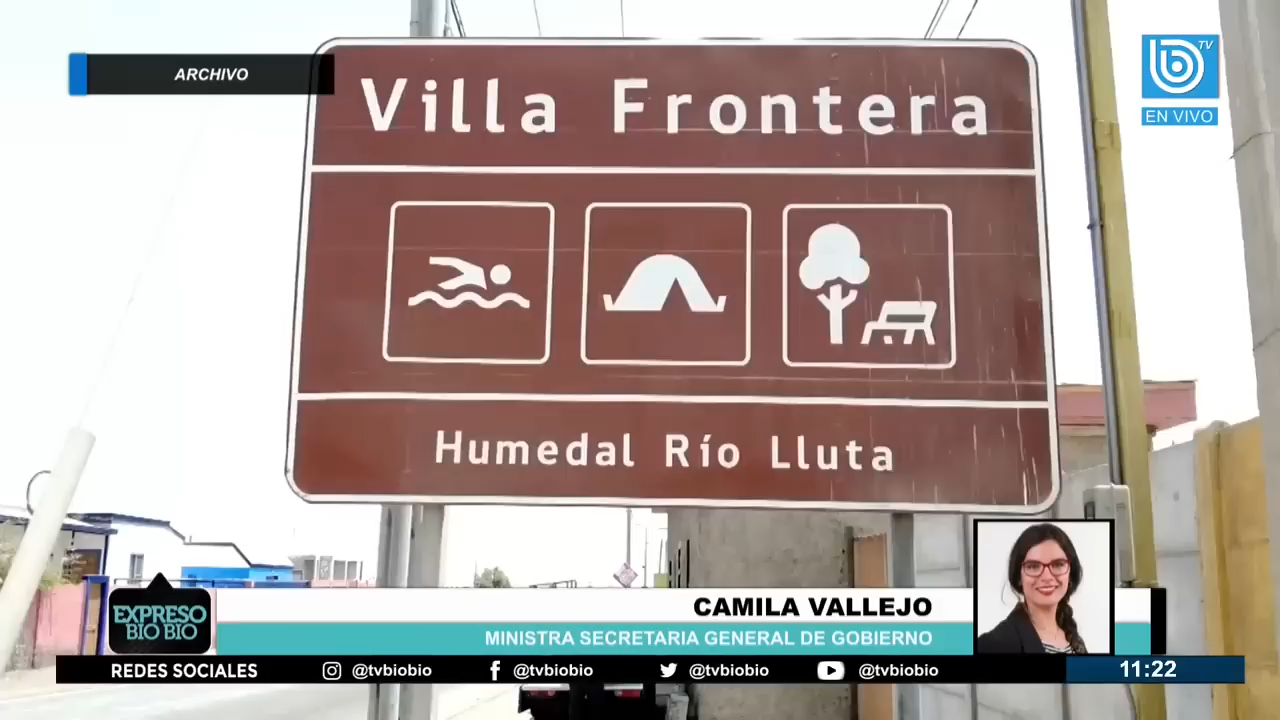 ARCHIVO
TV
b
EN VIVO
Villa Frontera
Humedal Río Lluta
EXPRESO
BIO BIO
CAMILA VALLEJO
MINISTRA SECRETARIA GENERAL DE GOBIERNO
REDES SOCIALES @tvbiobio @tvbiobio @tvbiobio @tvbiobio 11:22